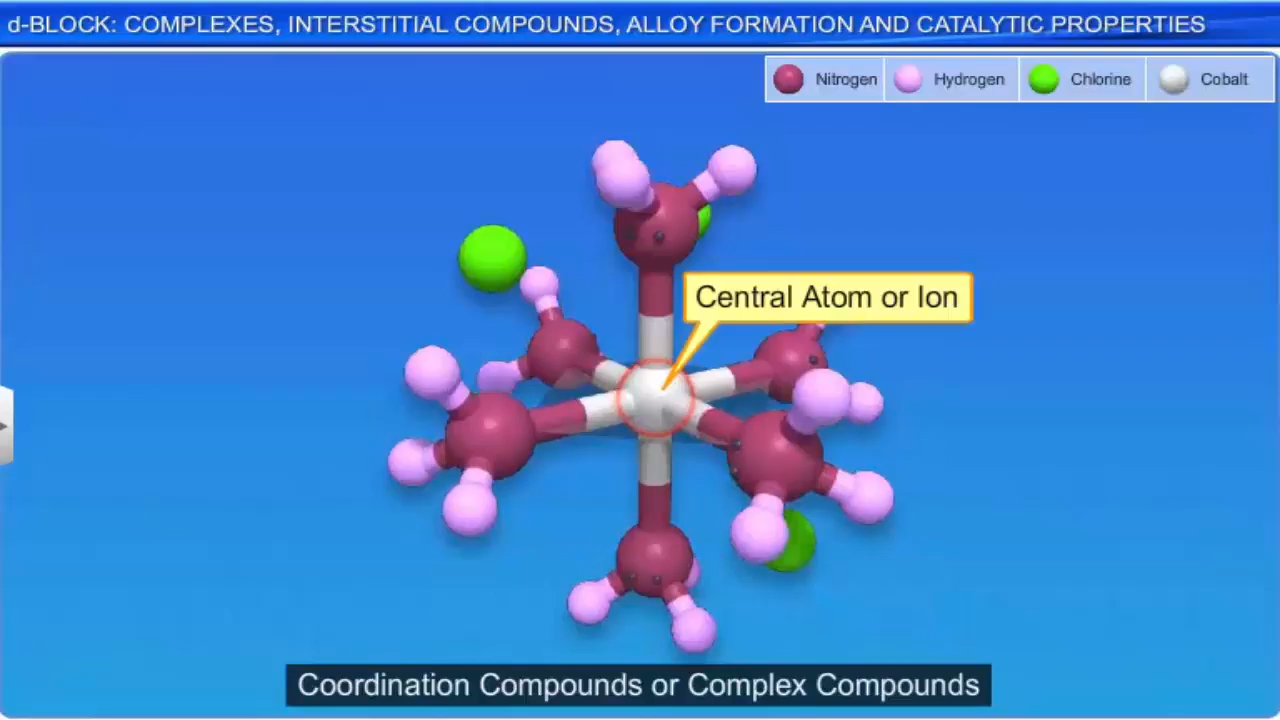 d-BLOCK: COMPLEXES, INTERSTITIAL COMPOUNDS, ALLOY FORMATION AND CATALYTIC PROPERTIES
Nitrogen Hydrogen Chlorine Cobalt
Central Atom or Ion
Coordination Compounds or Complex Compounds